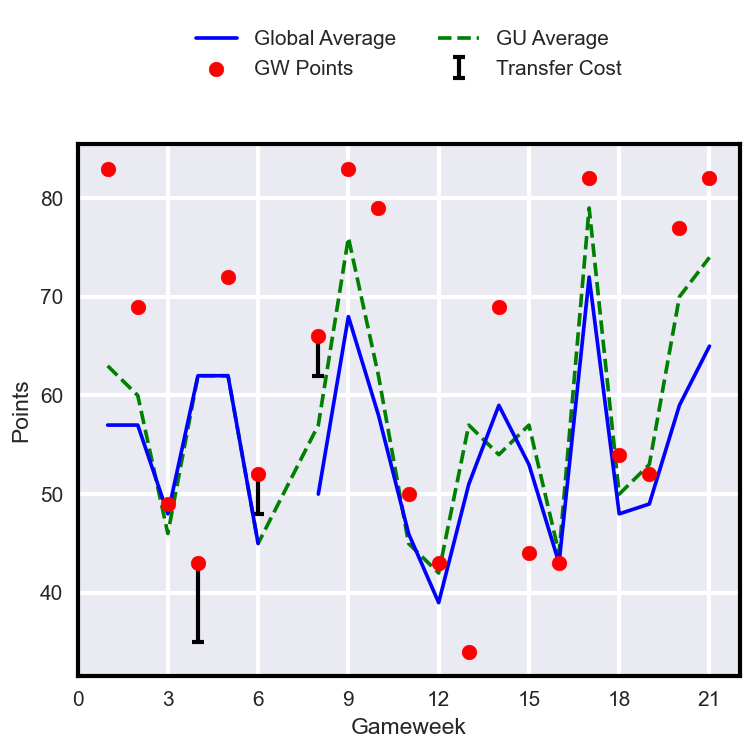 Global Average
GU Average
GW Points
Transfer Cost
80
70
60
50
40
Points
0 3 6 9 12 15 18 21
Gameweek